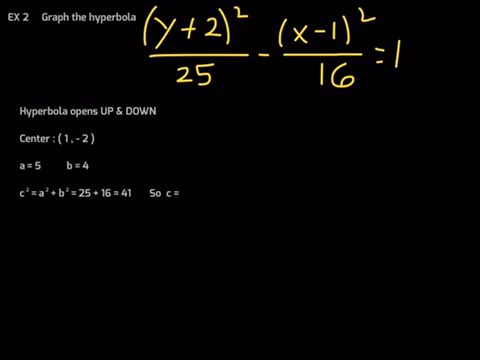 EX 2 Graph the hyperbola (y+2)²/25 - (x-1)²/16 = 1
Hyperbola opens UP & DOWN
Center : ( 1 , - 2 )
a = 5 b = 4
c² = a² + b² = 25 + 16 = 41 So c =